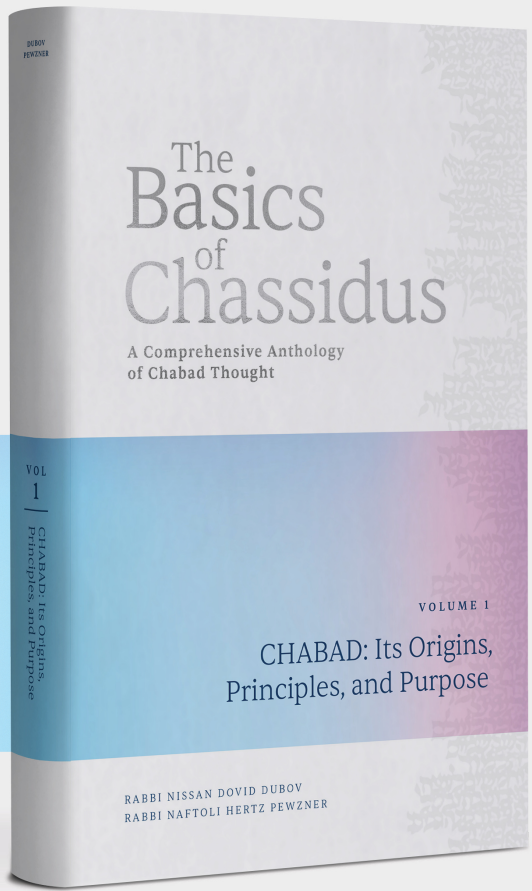 DUBOV
PEWZNER
VOL
1
CHABAD: Its Origins,
Principles, and Purpose
The
Basics
of
Chassidus
A Comprehensive Anthology
of Chabad Thought
VOLUME 1
CHABAD: Its Origins,
Principles, and Purpose
RABBI NISSAN DOVID DUBOV
RABBI NAFTOLI HERTZ PEWZNER